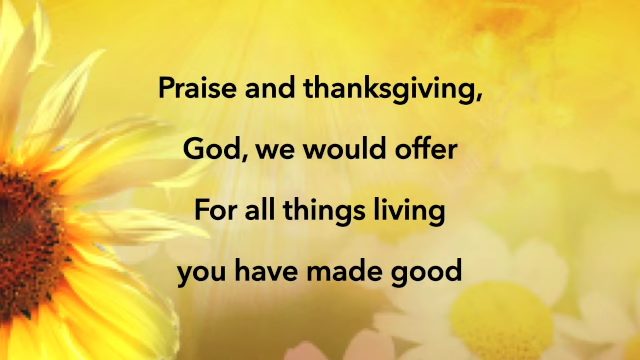 Praise and thanksgiving,
God, we would offer
For all things living
you have made good